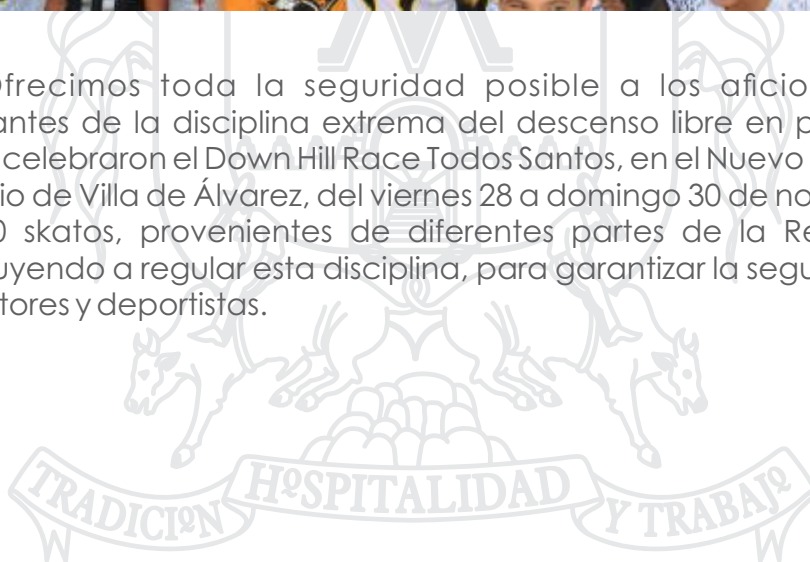 Ofrecimos toda la seguridad posible a los aficio
antes de la disciplina extrema del descenso libre en p
celebraron el Down Hill Race Todos Santos, en el Nuevo
io de Villa de Álvarez, del viernes 28 a domingo 30 de no
0 skatos, provenientes de diferentes partes de la Re
uyendo a regular esta disciplina, para garantizar la segu
tores y deportistas.
TRADICIÓN HOSPITALIDAD Y TRABAJO